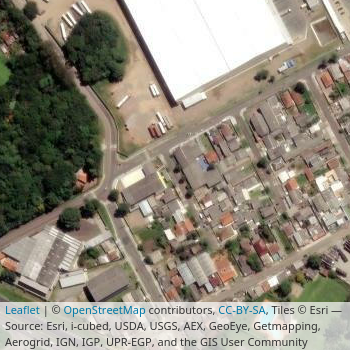 Leaflet | © OpenStreetMap contributors, CC-BY-SA, Tiles © Esri —
Source: Esri, i-cubed, USDA, USGS, AEX, GeoEye, Getmapping,
Aerogrid, IGN, IGP, UPR-EGP, and the GIS User Community